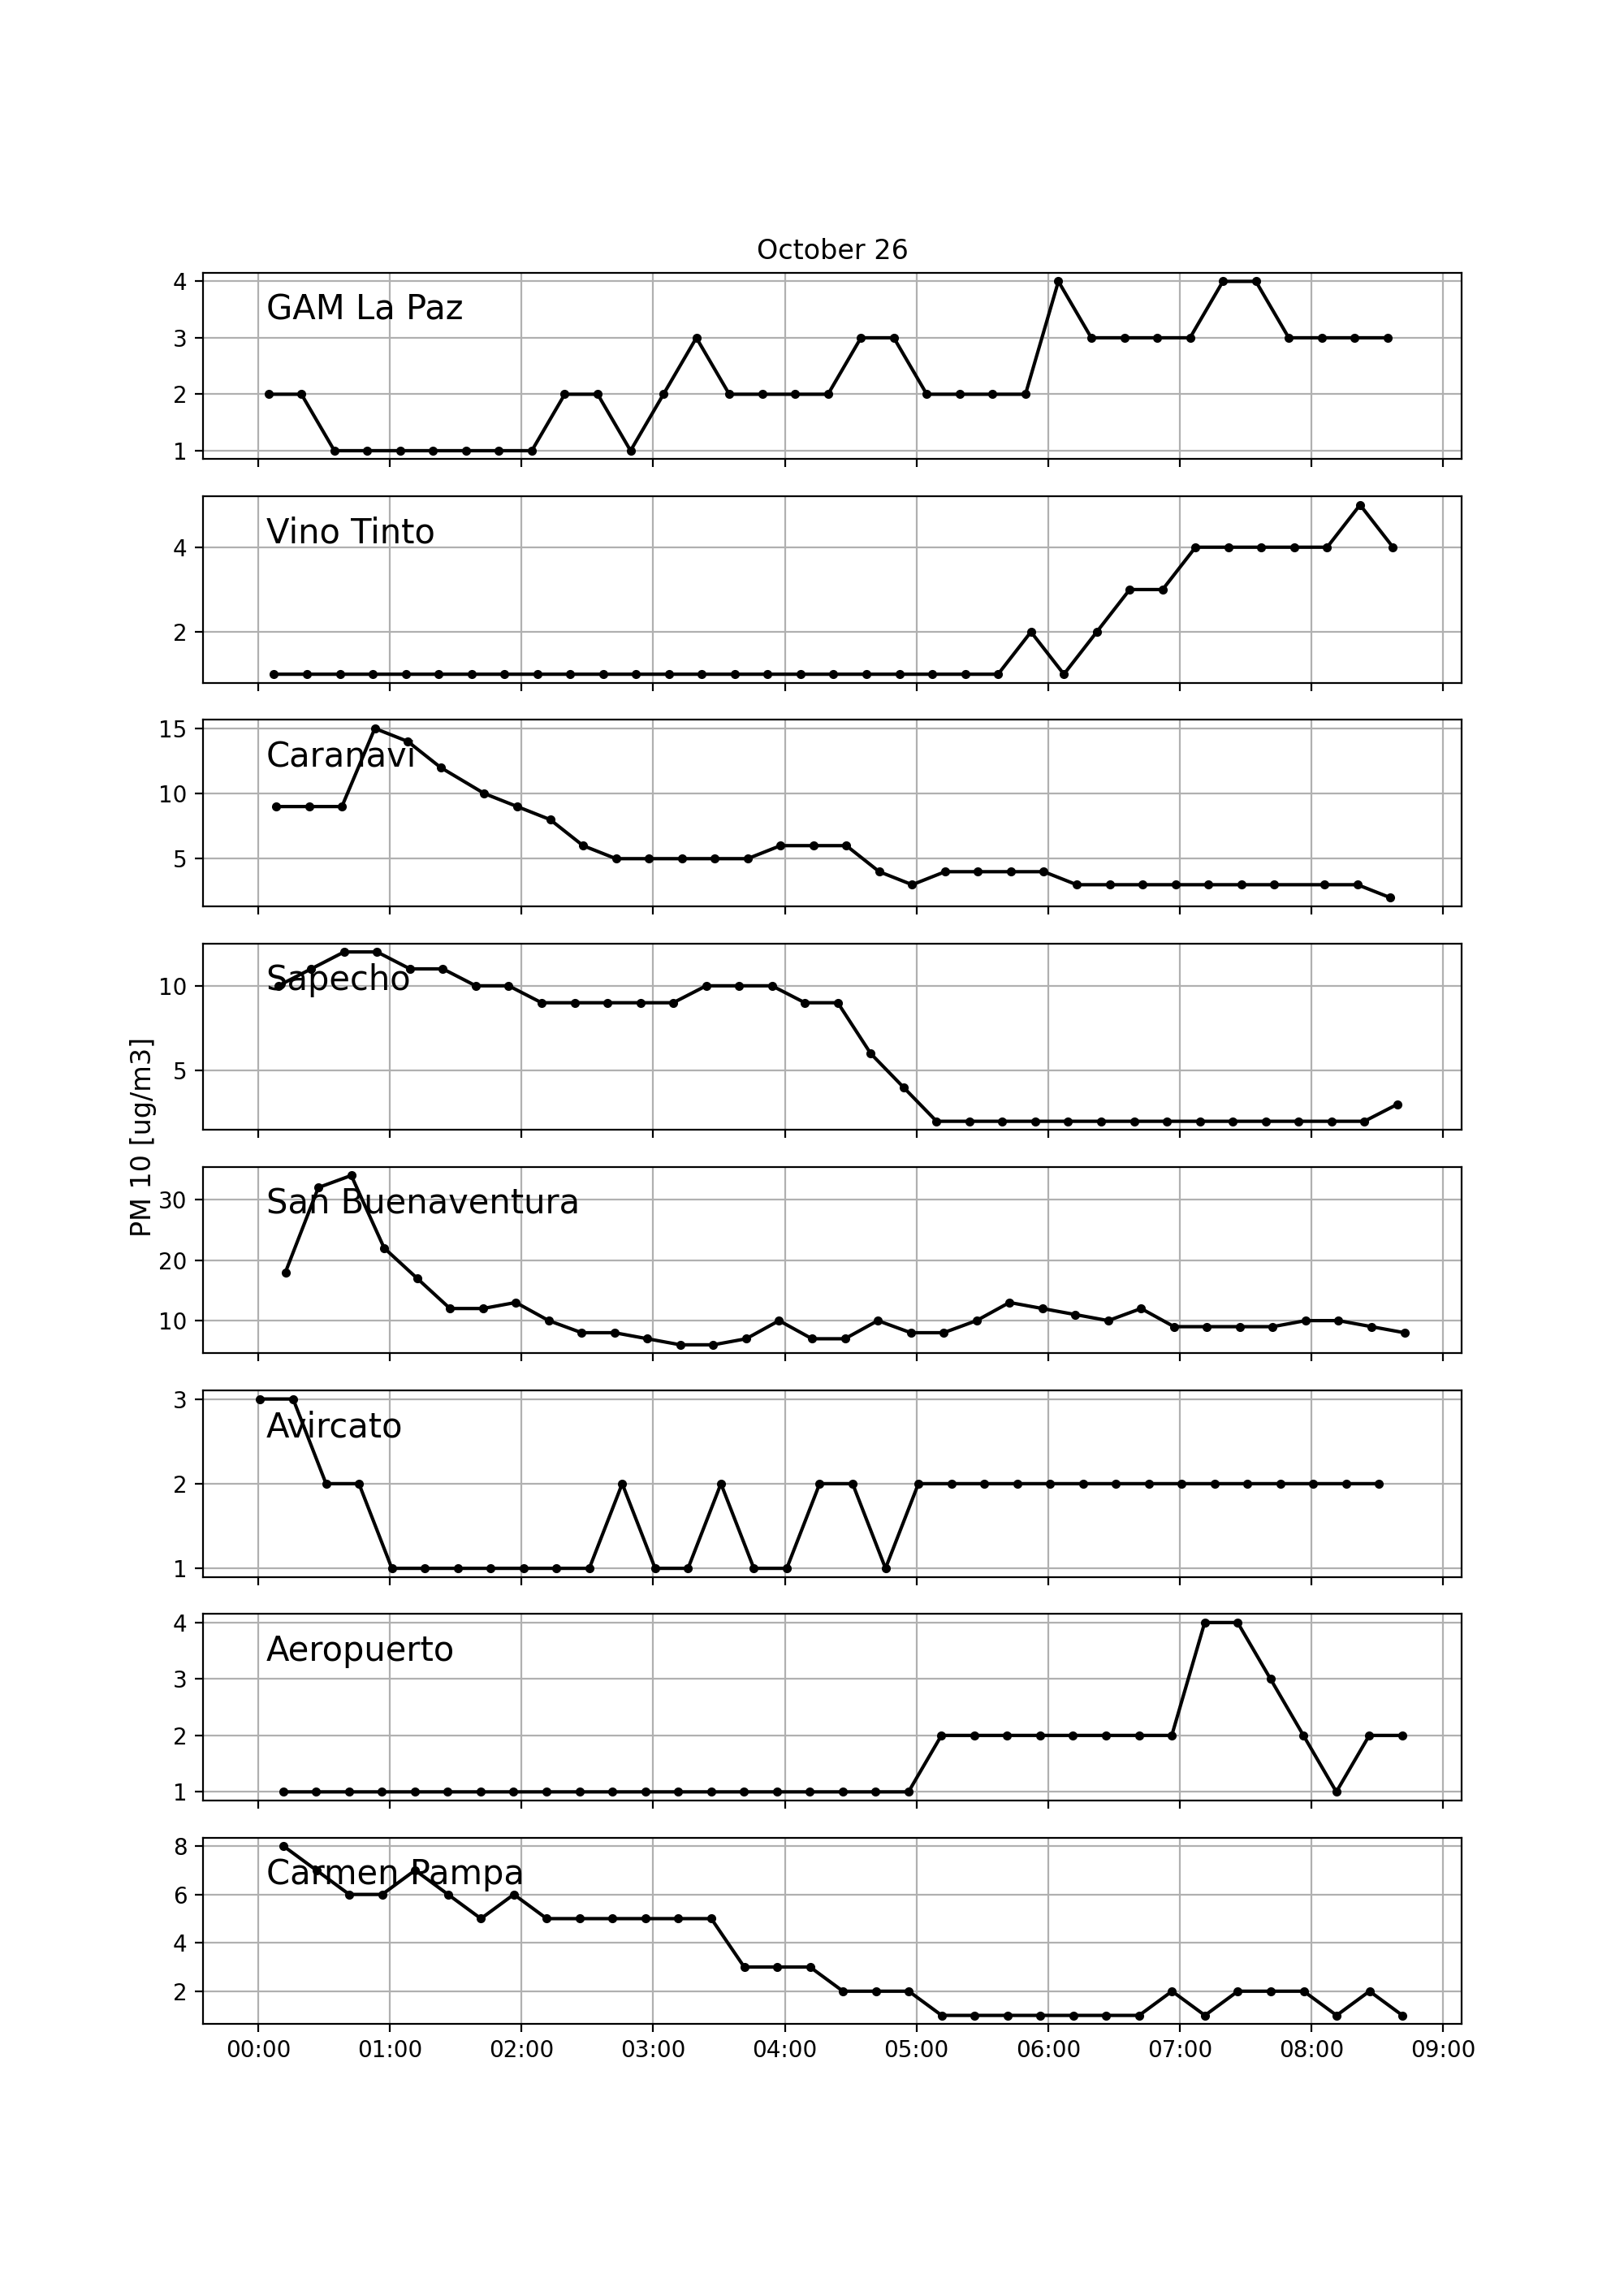 October 26
4
GAM La Paz
3
2
1
Vino Tinto
4
2
15
Caranavi
10
5
Sapecho
10
5
PM 10 [ug/m3]
San Buenaventura
30
20
10
3
Avircato
2
1
4
Aeropuerto
3
2
1
8
Carmen Pampa
6
4
2
00:00 01:00 02:00 03:00 04:00 05:00 06:00 07:00 08:00 09:00